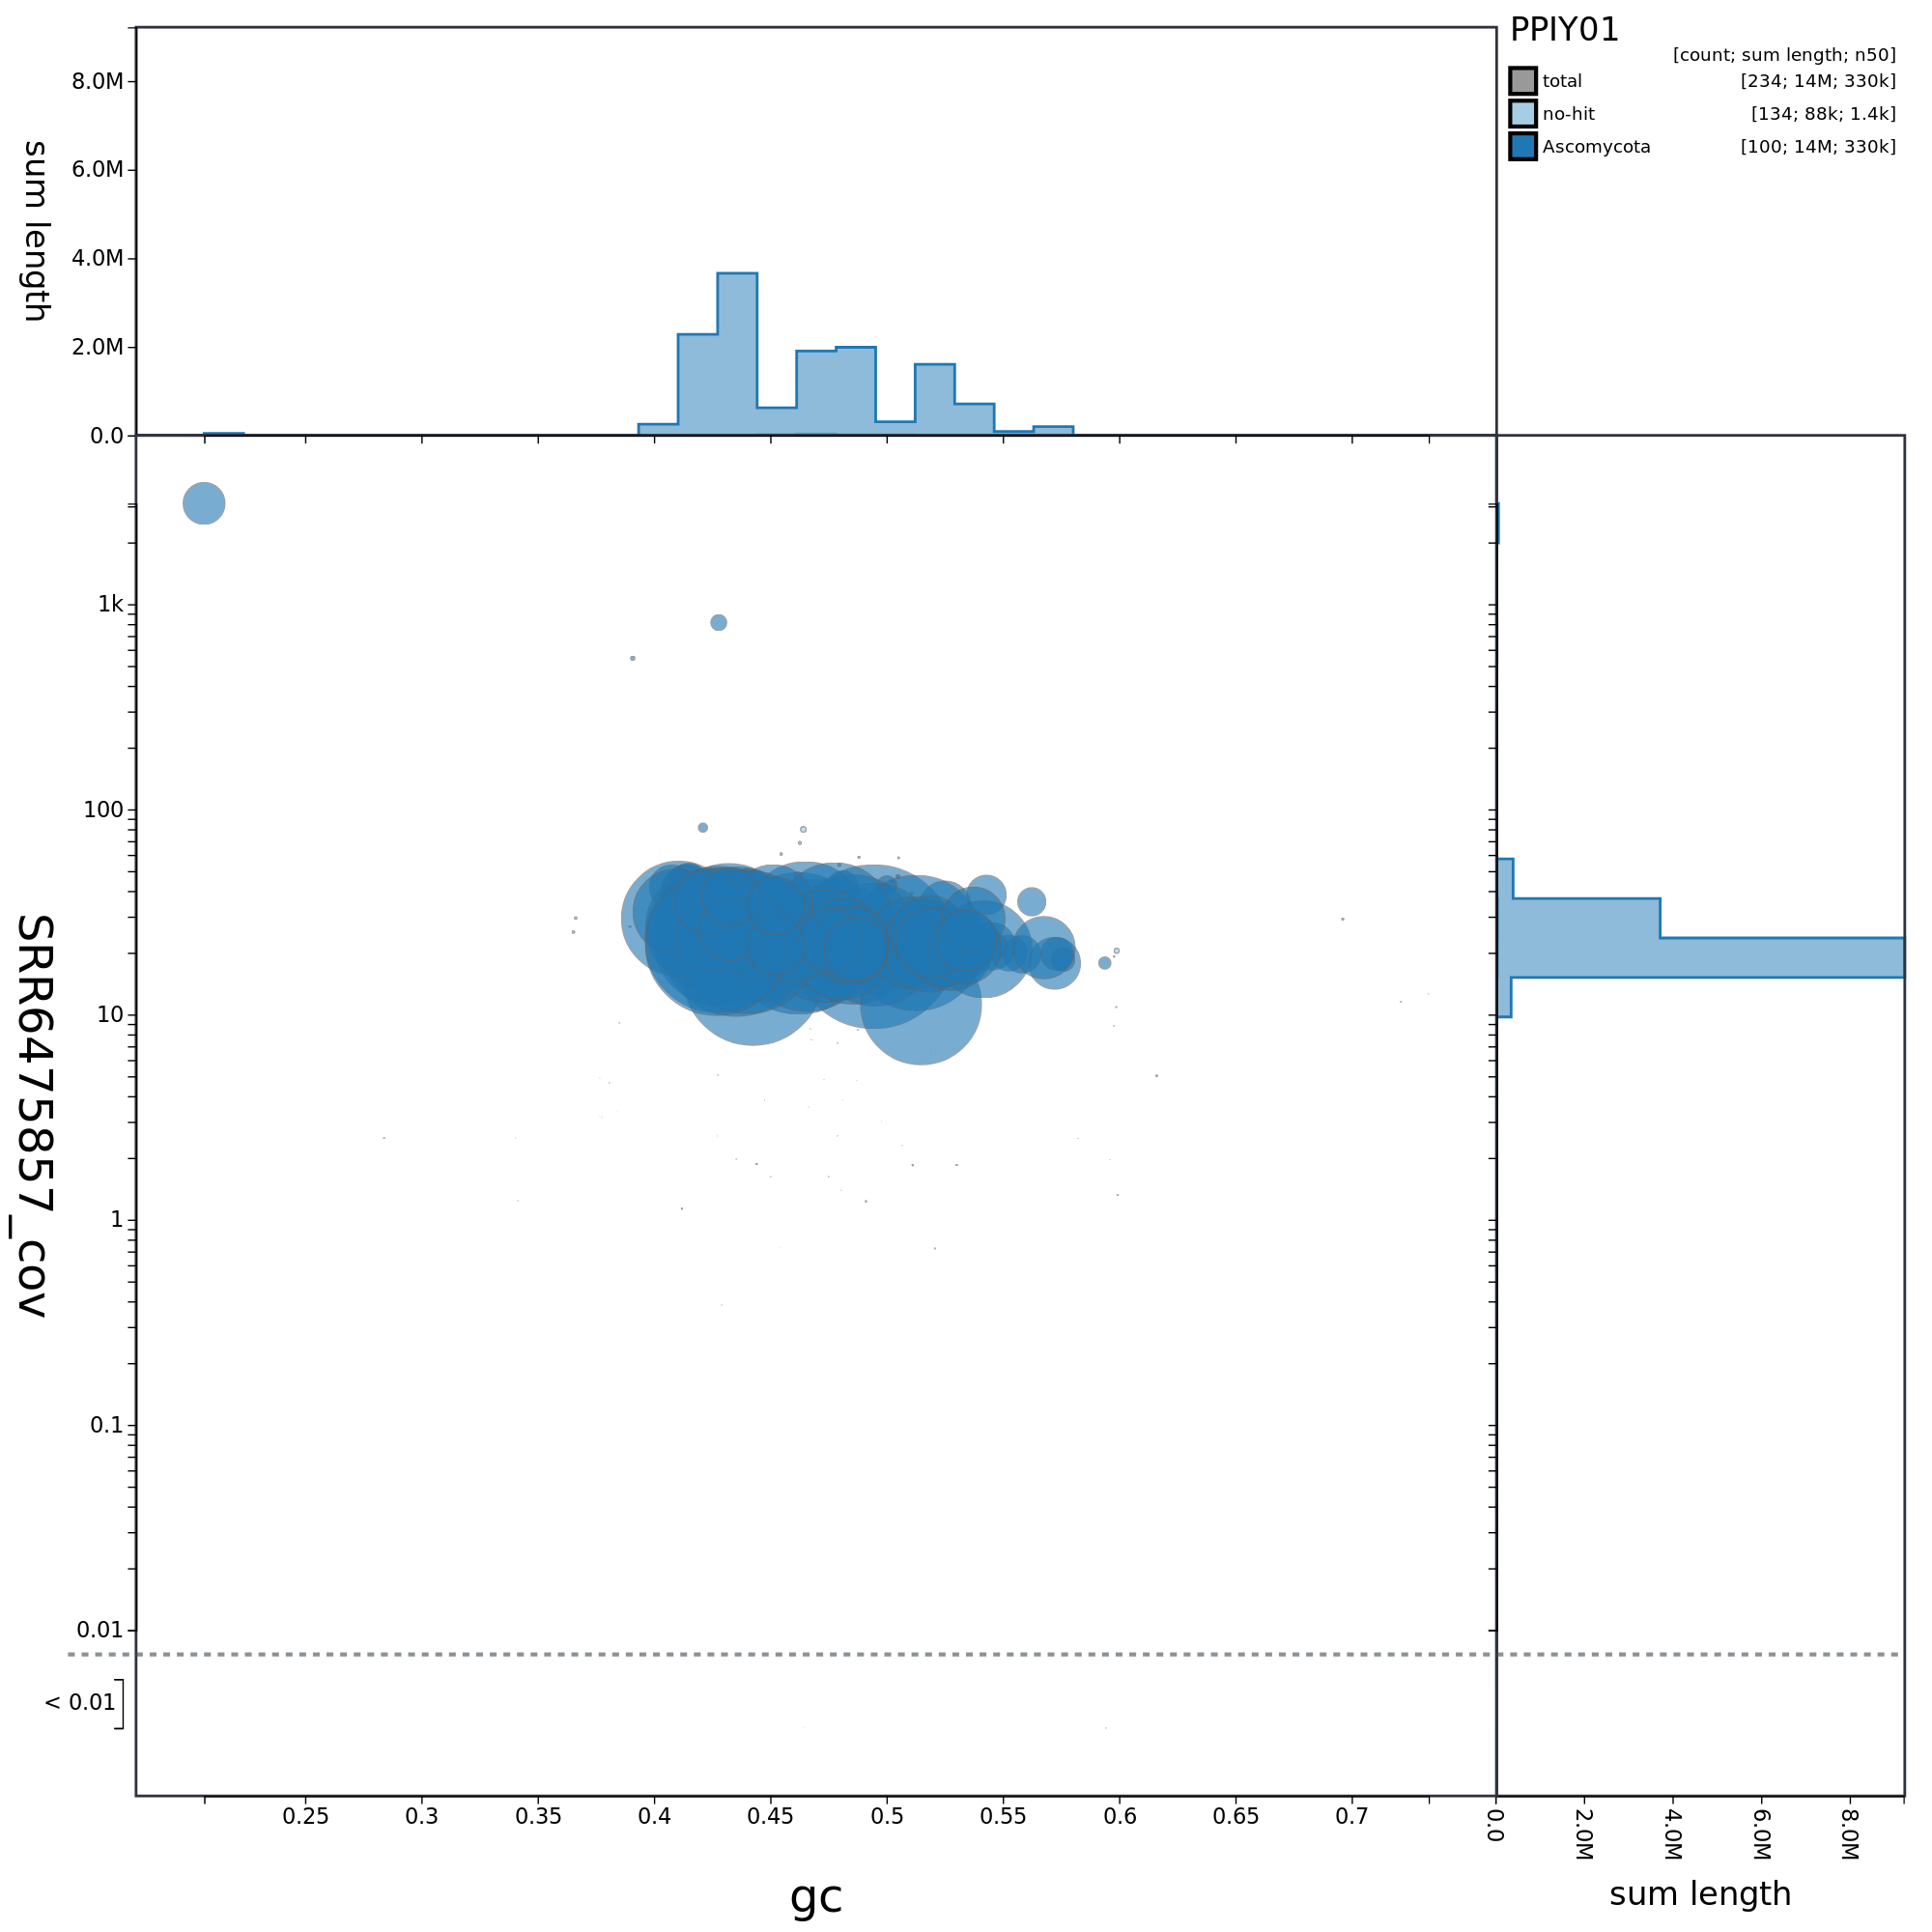 PPIY01
[count; sum length; n50]
total [234; 14M; 330k]
no-hit [134; 88k; 1.4k]
Ascomycota [100; 14M; 330k]
sum length
8.0M
6.0M
4.0M
2.0M
0.0
SRR6475857_cov
1k
100
10
1
0.1
0.01
< 0.01
0.25 0.3 0.35 0.4 0.45 0.5 0.55 0.6 0.65 0.7
gc
0.0 2.0M 4.0M 6.0M 8.0M
sum length